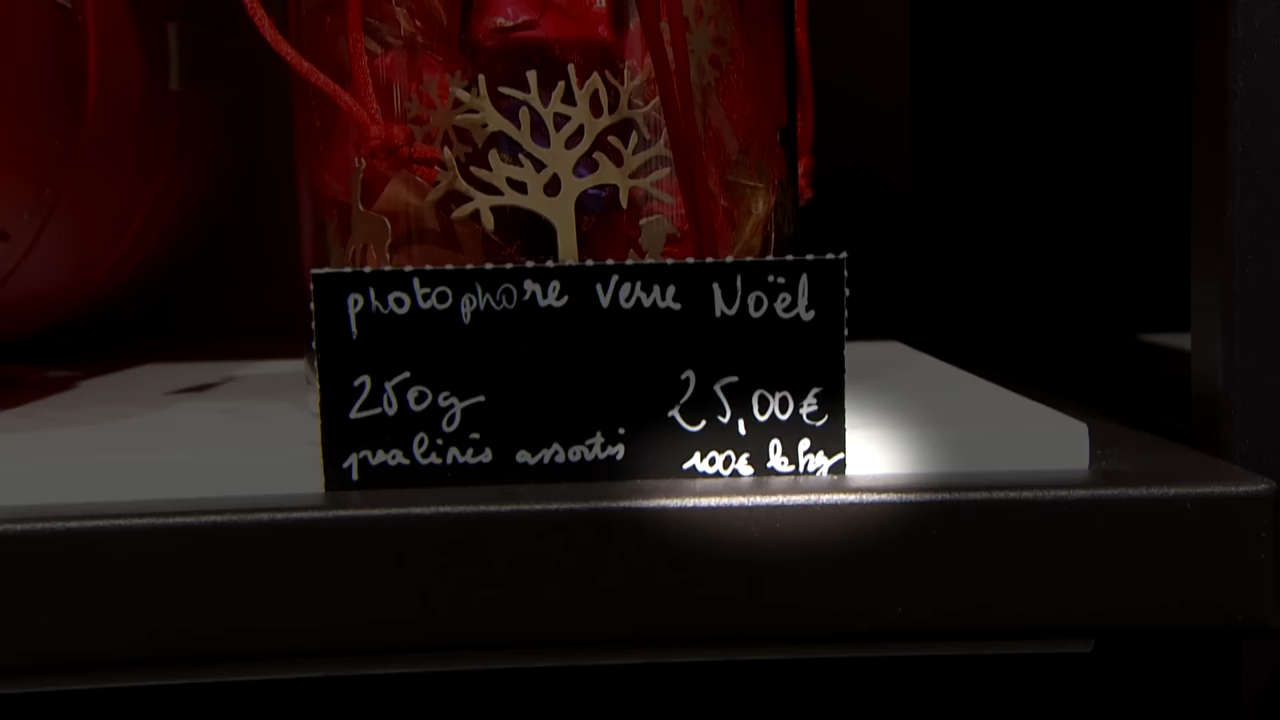 photophore verre Noël
250g 25,00€
pralinés assortis 100€ le kg